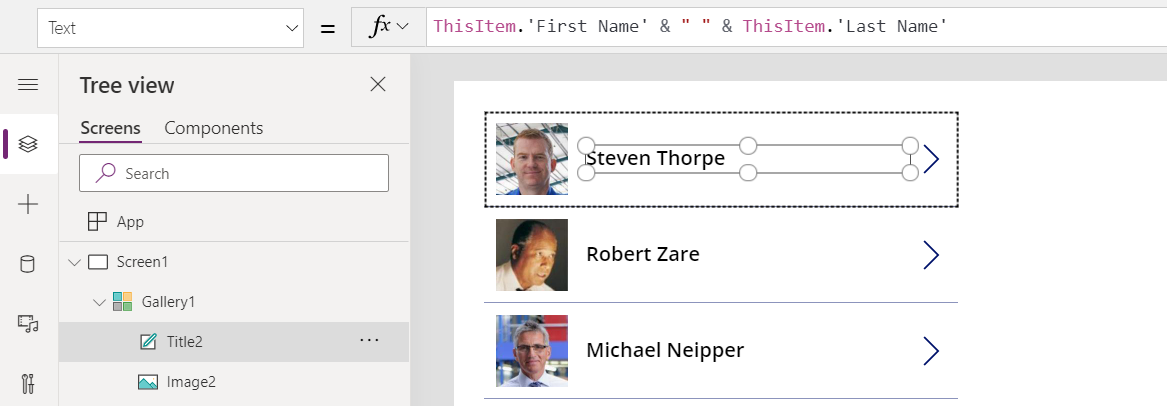 Text = fx ThisItem.'First Name' & " " & ThisItem.'Last Name'
Tree view
Screens Components
Search
App
Screen1
Gallery1
Title2 ...
Image2
Steven Thorpe
Robert Zare
Michael Neipper